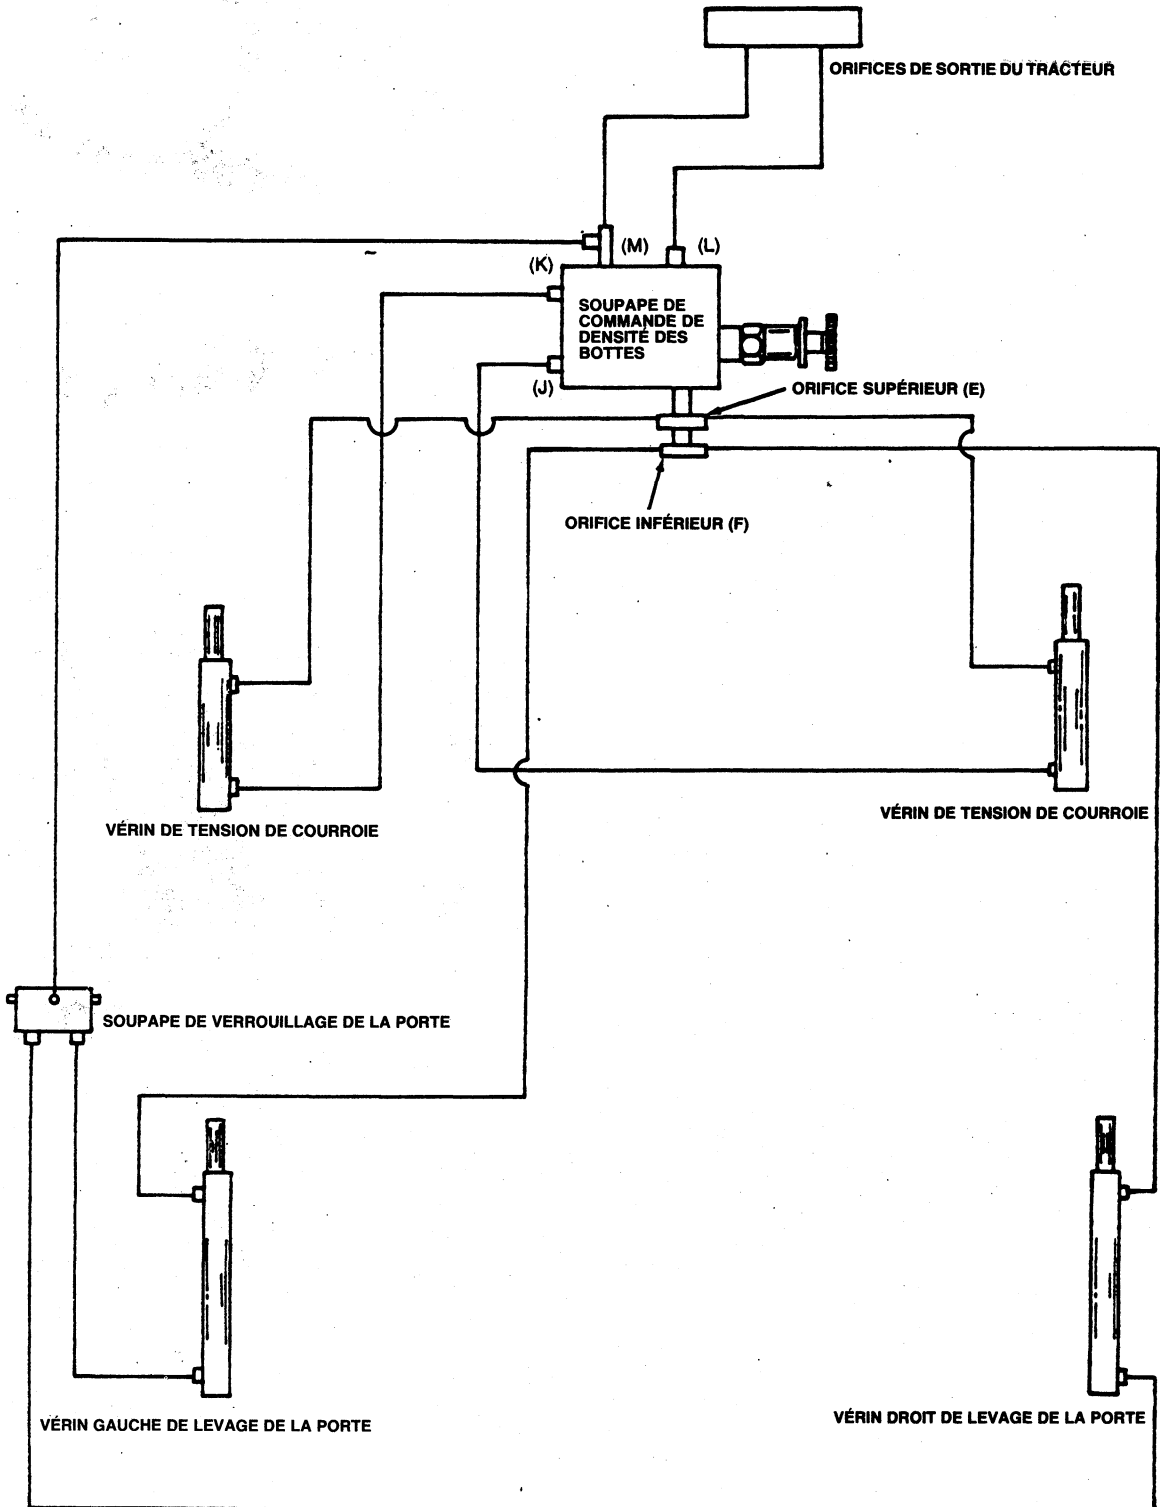 ORIFICES DE SORTIE DU TRACTEUR
(M)
(L)
(K)
SOUPAPE DE
COMMANDE DE
DENSITÉ DES
BOTTES
(J)
ORIFICE SUPÉRIEUR (E)
ORIFICE INFÉRIEUR (F)
VÉRIN DE TENSION DE COURROIE
VÉRIN DE TENSION DE COURROIE
SOUPAPE DE VERROUILLAGE DE LA PORTE
VÉRIN GAUCHE DE LEVAGE DE LA PORTE
VÉRIN DROIT DE LEVAGE DE LA PORTE